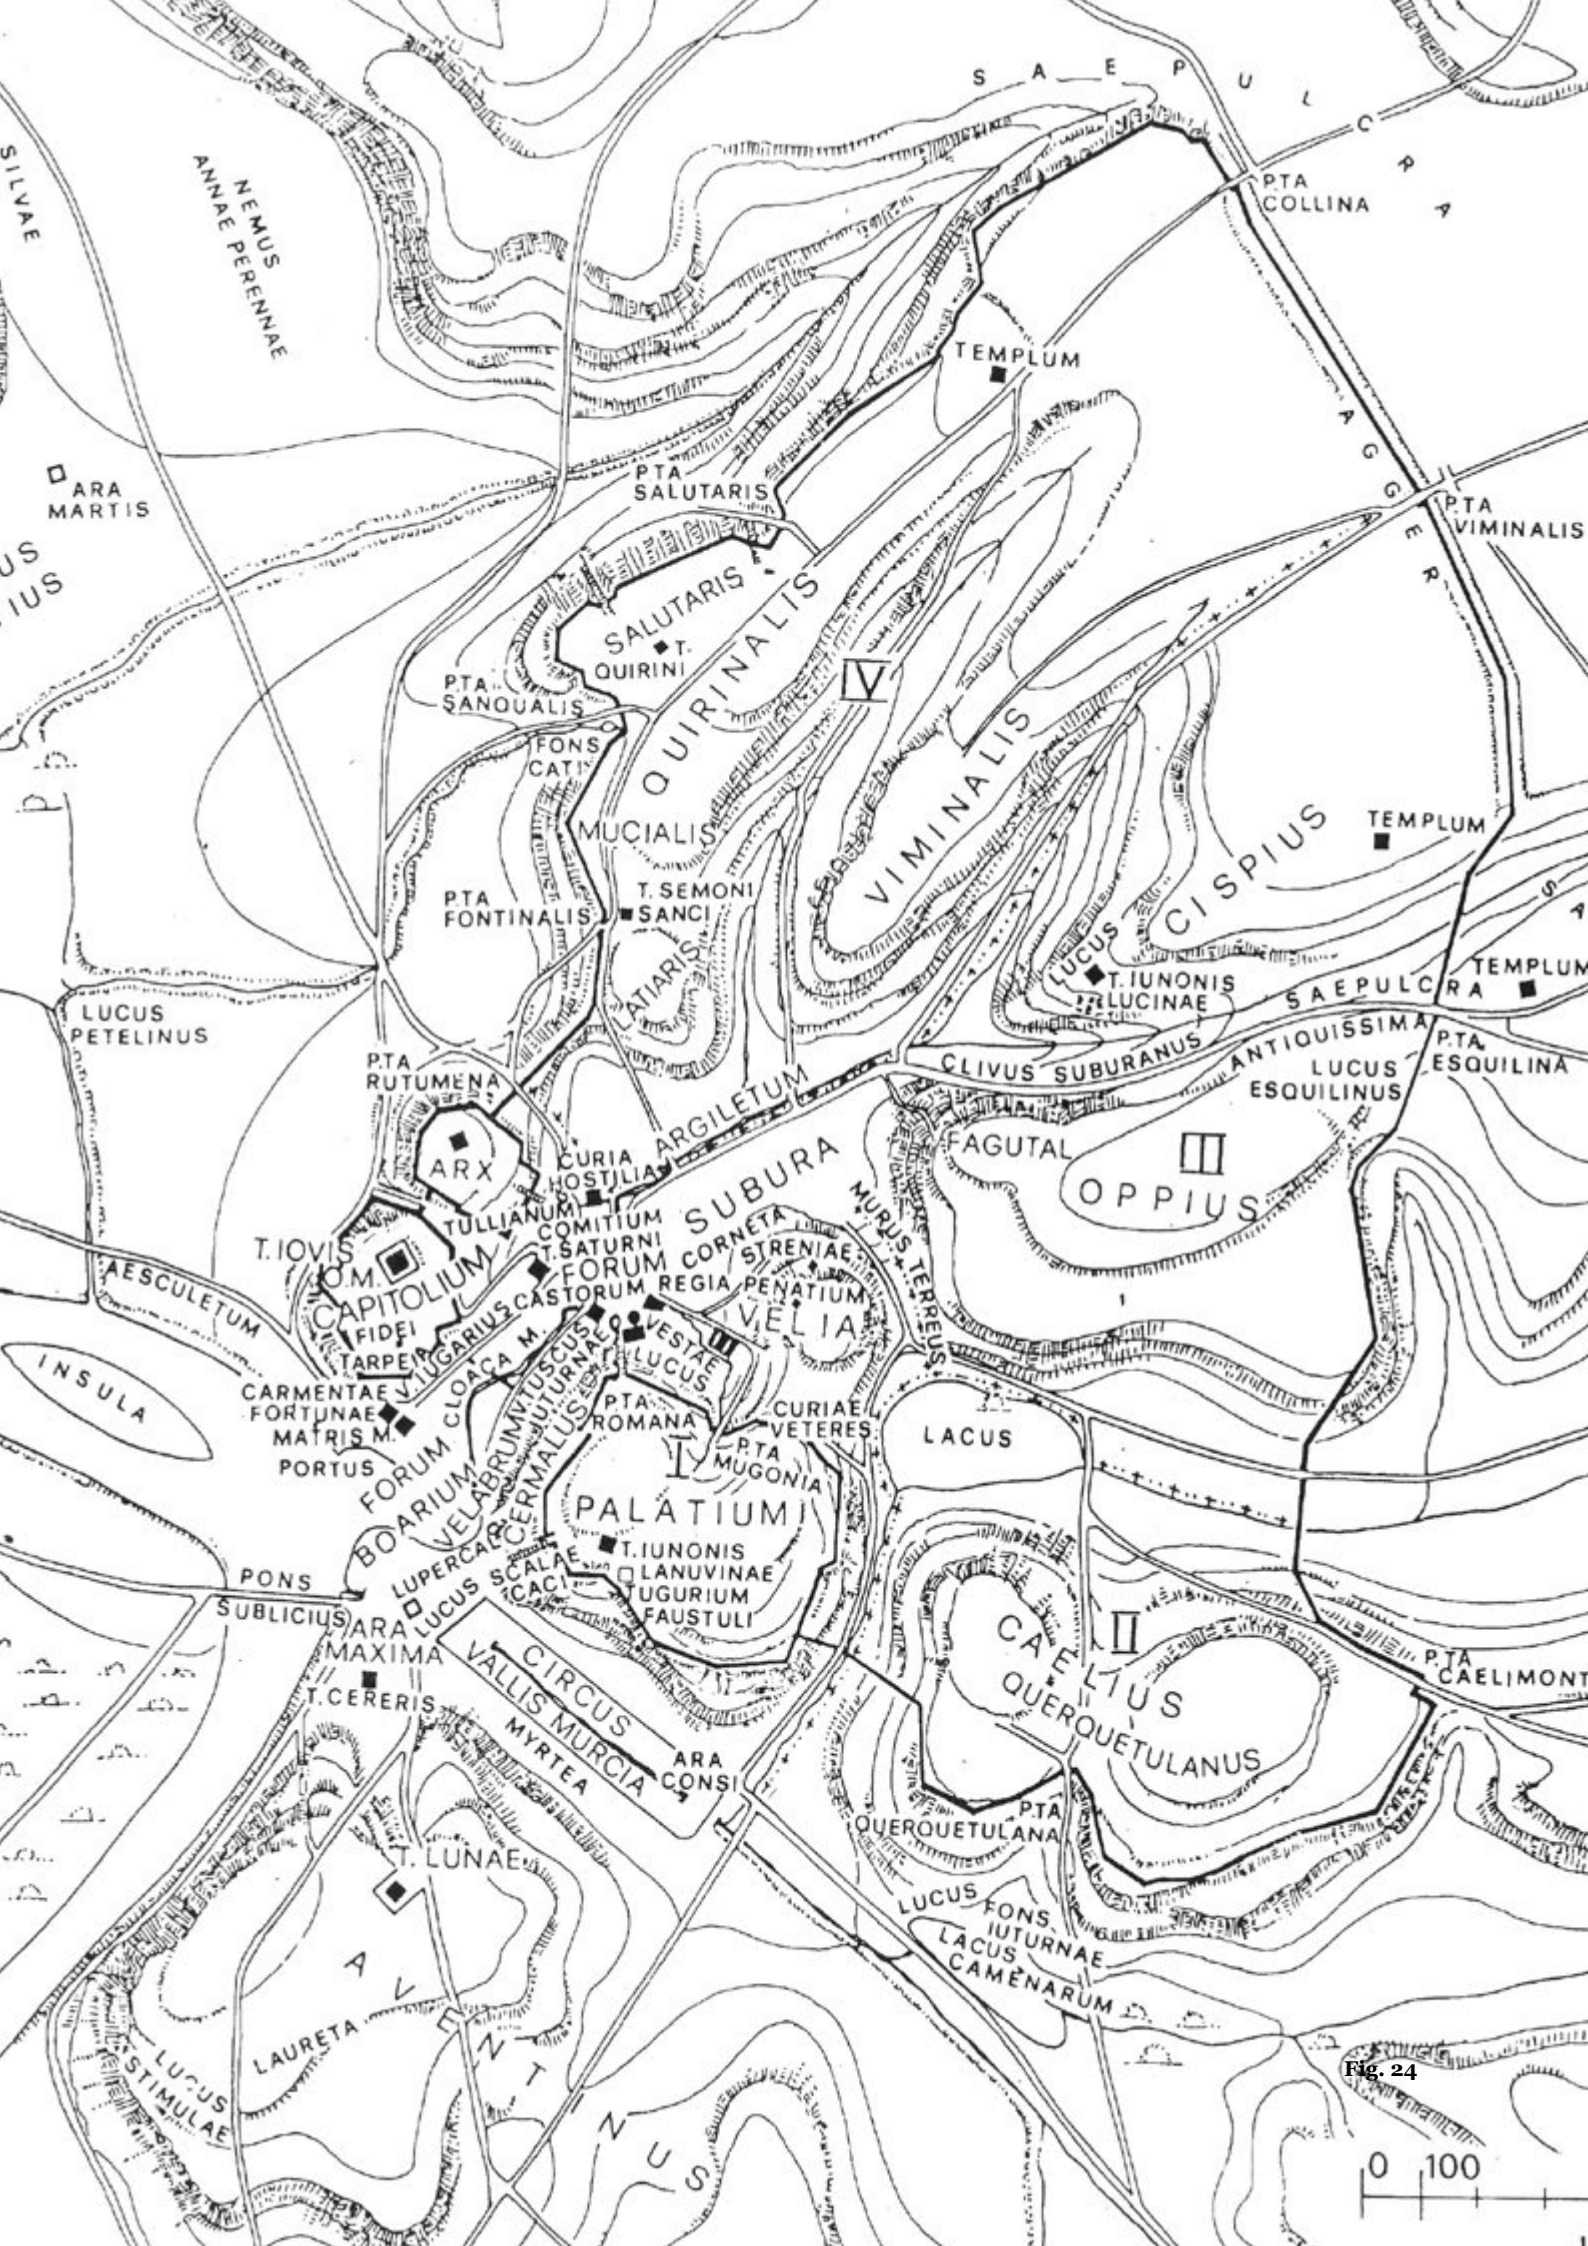 SAEPULCRA
P.TA
COLLINA
SILVAE
NEMUS
ANNAE PERENNAE
TEMPLUM
AGGER
ARA
MARTIS
P.TA
SALUTARIS
P.TA
VIMINALIS
US
IUS
SALUTARIS
T.
QUIRINI
QUIRINALIS
IV
P.TA
SANQUALIS
FONS
CATI
VIMINALIS
MUCIALIS
CISPIUS
TEMPLUM
P.TA
FONTINALIS
T. SEMONI
SANCI
LATIARIS
LUCUS
T. IUNONIS
LUCINAE
SAEPULCRA
ANTIQUISSIMA
TEMPLUM
SA
LUCUS
PETELINUS
CLIVUS SUBURANUS
P.TA
ESQUILINA
LUCUS
ESQUILINUS
P.TA
RUTUMENA
ARGILETUM
ARX
CURIA
HOSTILIA
SUBURA
FAGUTAL
III
OPPIUS
TULLIANUM
COMITIUM
T. SATURNI
FORUM
CORNETA
STRENIAE
MURUS TERREUS
T. IOVIS
O.M.
CAPITOLIUM
FIDEI
TARPEIA
CASTORUM
REGIA
PENATIUM
VELIA
VESTAE
LUCUS
AESCULETUM
INSULA
V. IUGARIUS
CLOACA M.
V. TUSCUS
IUTURNAE
CARMENTAE
FORTUNAE
MATRIS M.
PORTUS
FORUM
BOARIUM
VELABRUM
CERMALUS
P.TA
ROMANA
CURIAE
VETERES
P.TA
MUGONIA
I
LACUS
PALATIUM
T. IUNONIS
LANUVINAE
TUGURIUM
FAUSTULI
LUPERCAL
LUCUS
SCALAE
CACI
PONS
SUBLICIUS
ARA
MAXIMA
T. CERERIS
CIRCUS
VALLIS MURCIA
MYRTEA
ARA
CONSI
CAELIUS
II
QUERQUETULANUS
P.TA
CAELIMONT
P.TA
QUERQUETULANA
T. LUNAE
LUCUS
FONS
IUTURNAE
LACUS
CAMENARUM
AVENTINUS
LAURETA
LUCUS
STIMULAE
Fig. 24
0 100